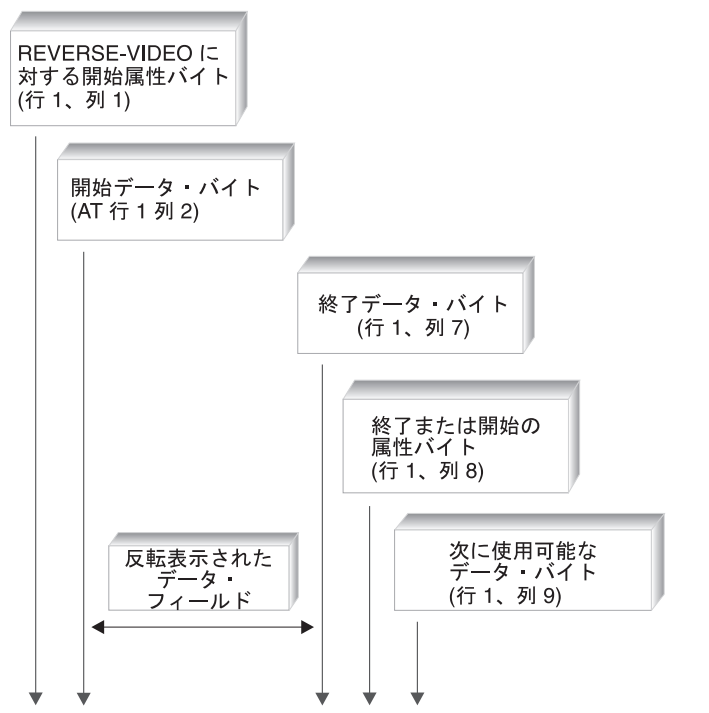 REVERSE-VIDEO に
対する開始属性バイト
(行 1、列 1)
開始データ・バイト
(AT 行 1 列 2)
終了データ・バイト
(行 1、列 7)
終了または開始の
属性バイト
(行 1、列 8)
反転表示された
データ・
フィールド
次に使用可能な
データ・バイト
(行 1、列 9)